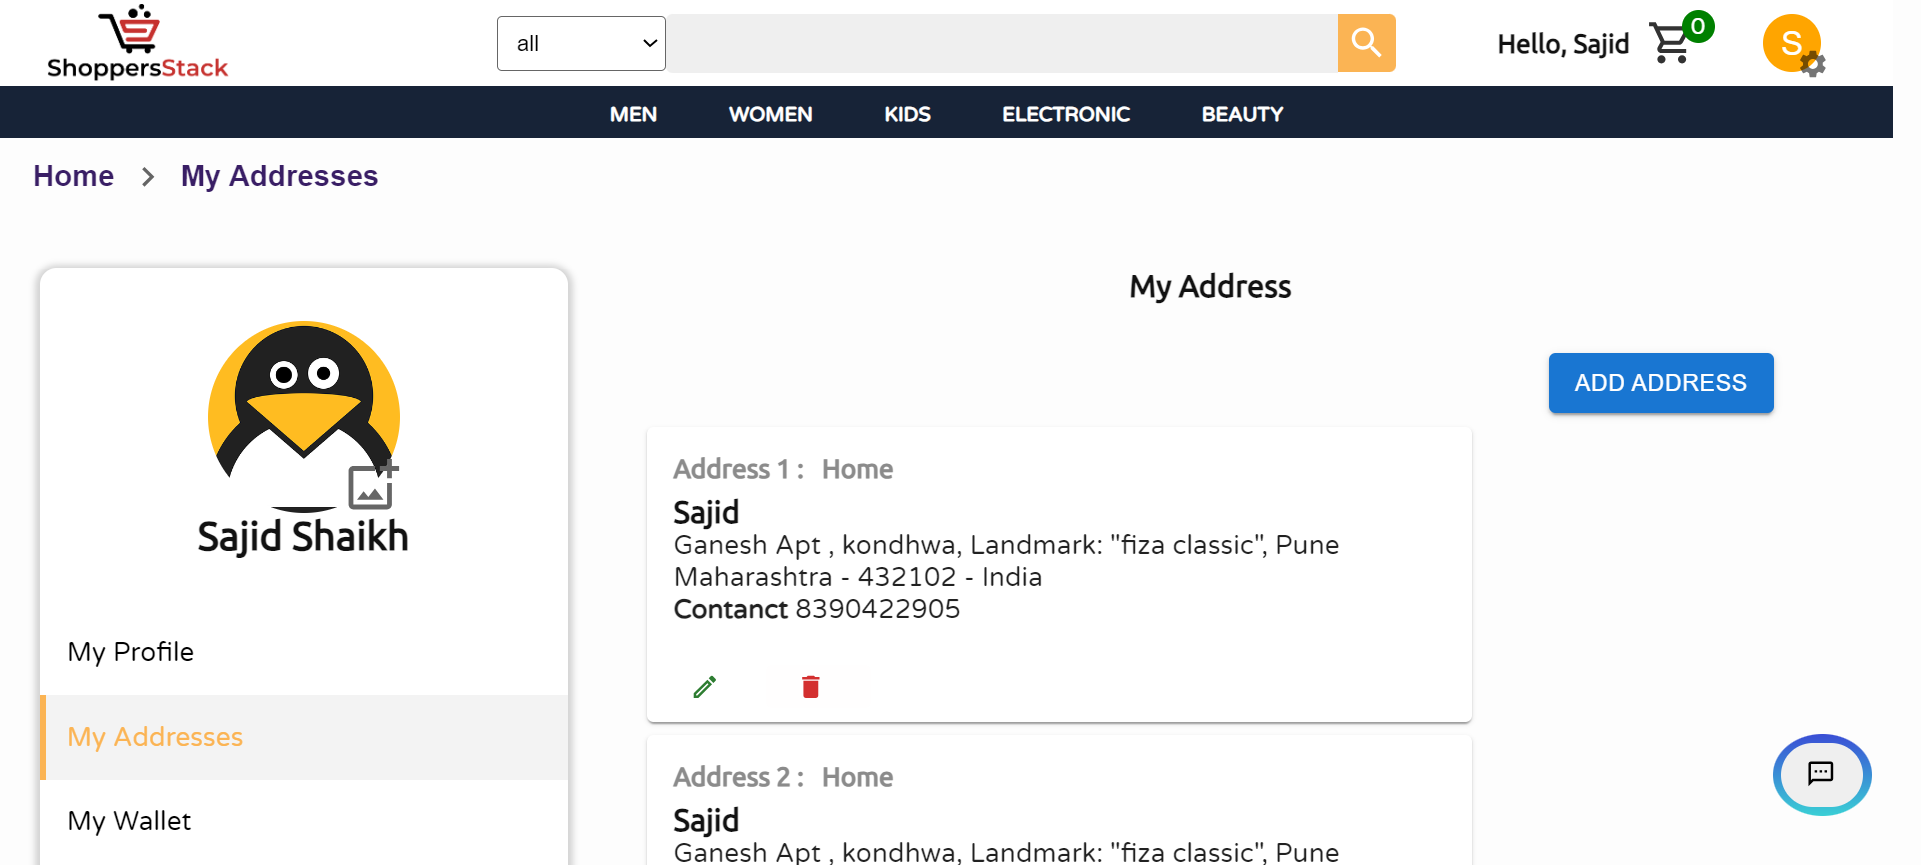 ShoppersStack
all
Hello, Sajid
0
S
MEN WOMEN KIDS ELECTRONIC BEAUTY
Home > My Addresses
Sajid Shaikh
My Profile
My Addresses
My Wallet
My Address
ADD ADDRESS
Address 1 : Home
Sajid
Ganesh Apt , kondhwa, Landmark: "fiza classic", Pune
Maharashtra - 432102 - India
Contanct 8390422905
Address 2 : Home
Sajid
Ganesh Apt , kondhwa, Landmark: "fiza classic", Pune